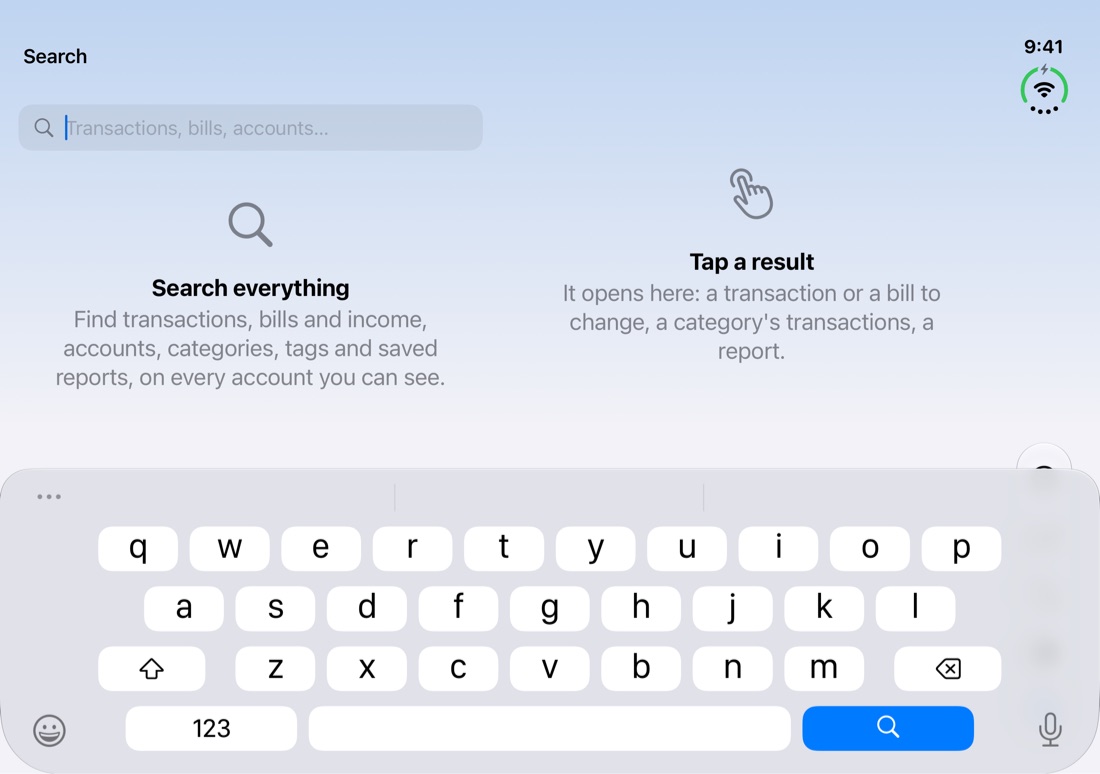 Search
9:41
Transactions, bills, accounts...
Search everything
Find transactions, bills and income,
accounts, categories, tags and saved
reports, on every account you can see.
Tap a result
It opens here: a transaction or a bill to
change, a category's transactions, a
report.
q w e r t y u i o p
a s d f g h j k l
z x c v b n m
123